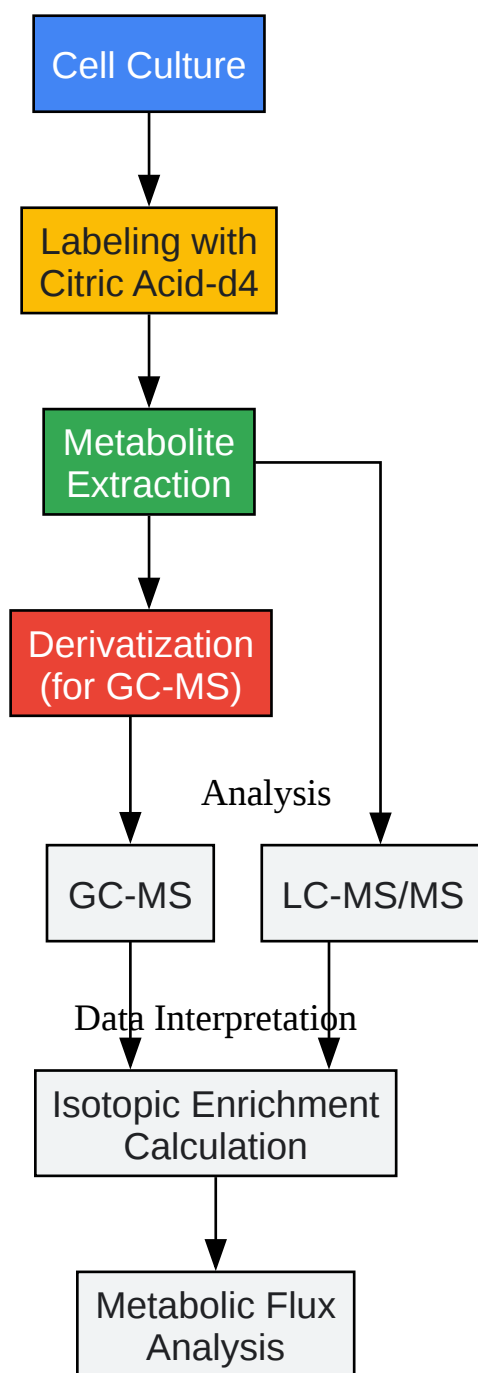 Cell Culture
Labeling with
Citric Acid-d4
Metabolite
Extraction
Derivatization
(for GC-MS)
Analysis
GC-MS
LC-MS/MS
Data Interpretation
Isotopic Enrichment
Calculation
Metabolic Flux
Analysis